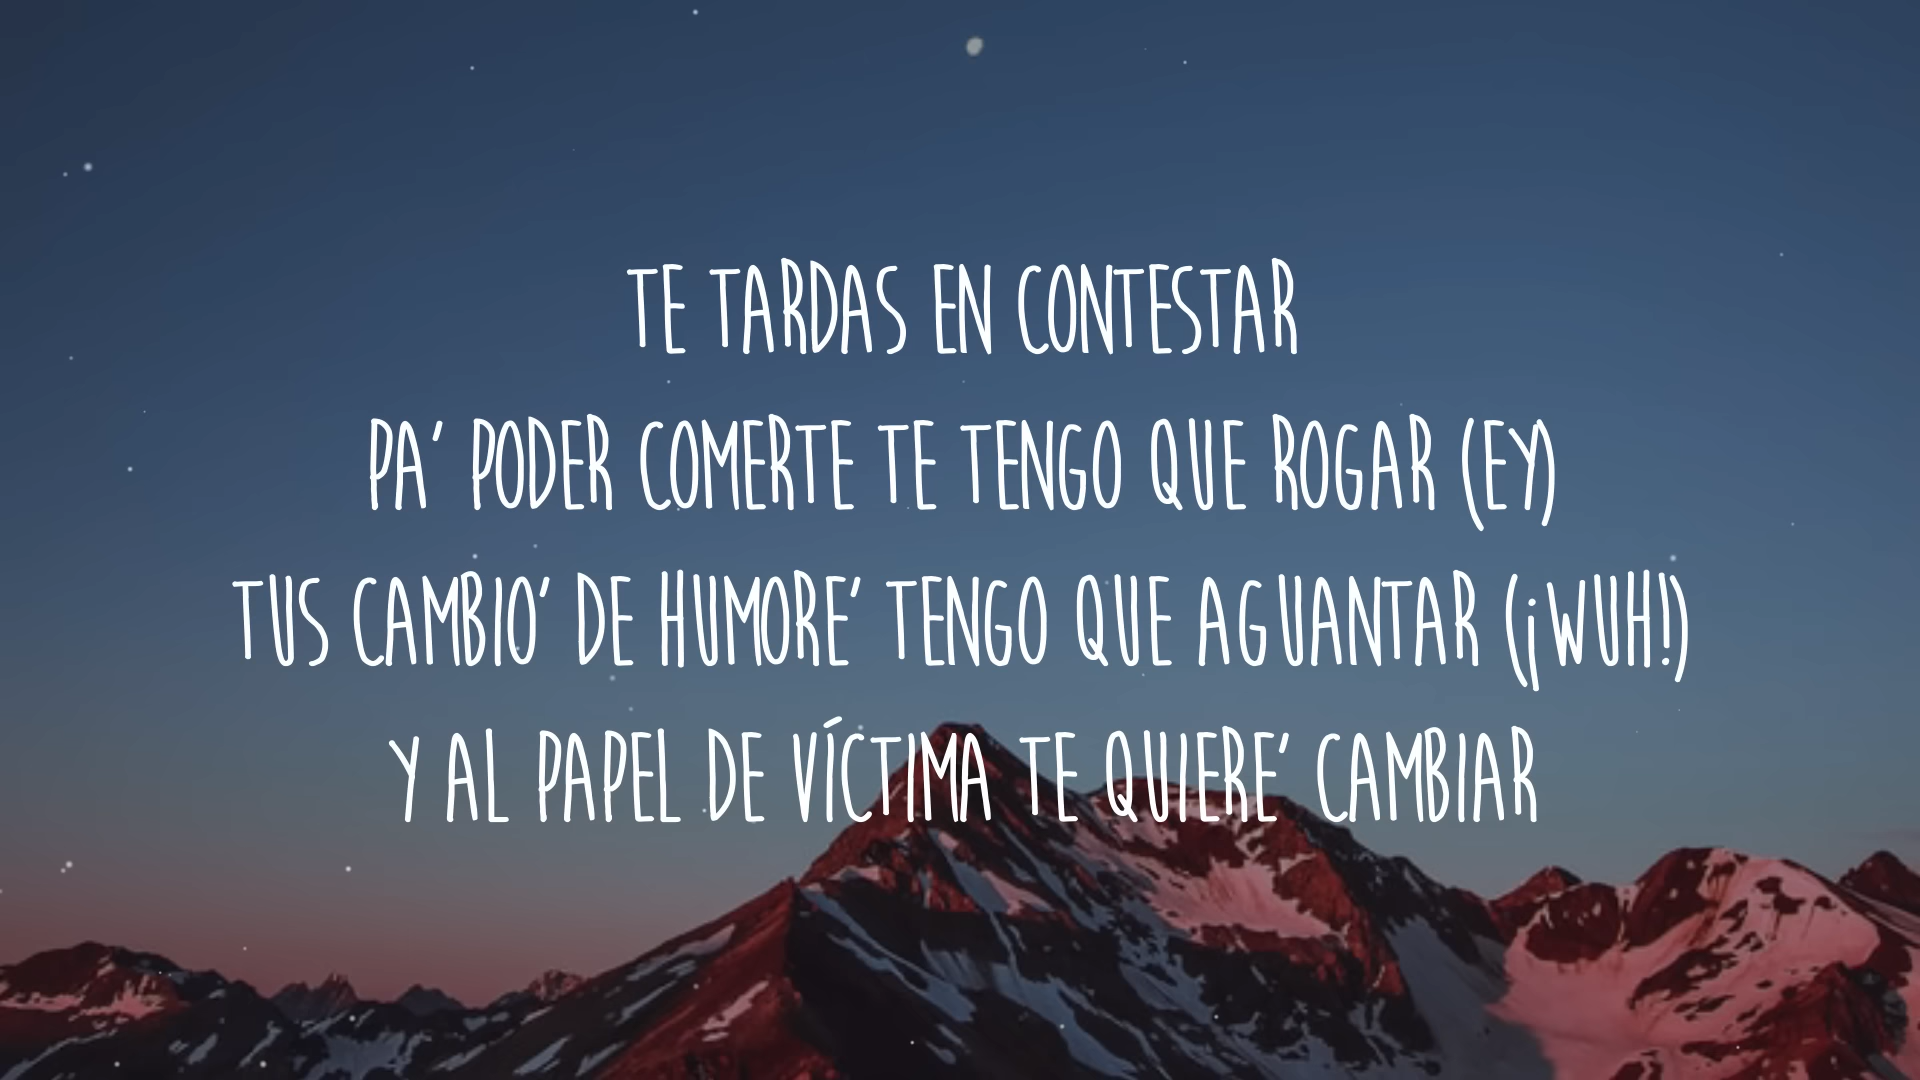 TE TARDAS EN CONTESTAR
PA' PODER COMERTE TE TENGO QUE ROGAR (EY)
TUS CAMBIO' DE HUMORE' TENGO QUE AGUANTAR (¡WUH!)
Y AL PAPEL DE VÍCTIMA TE QUIERE' CAMBIAR